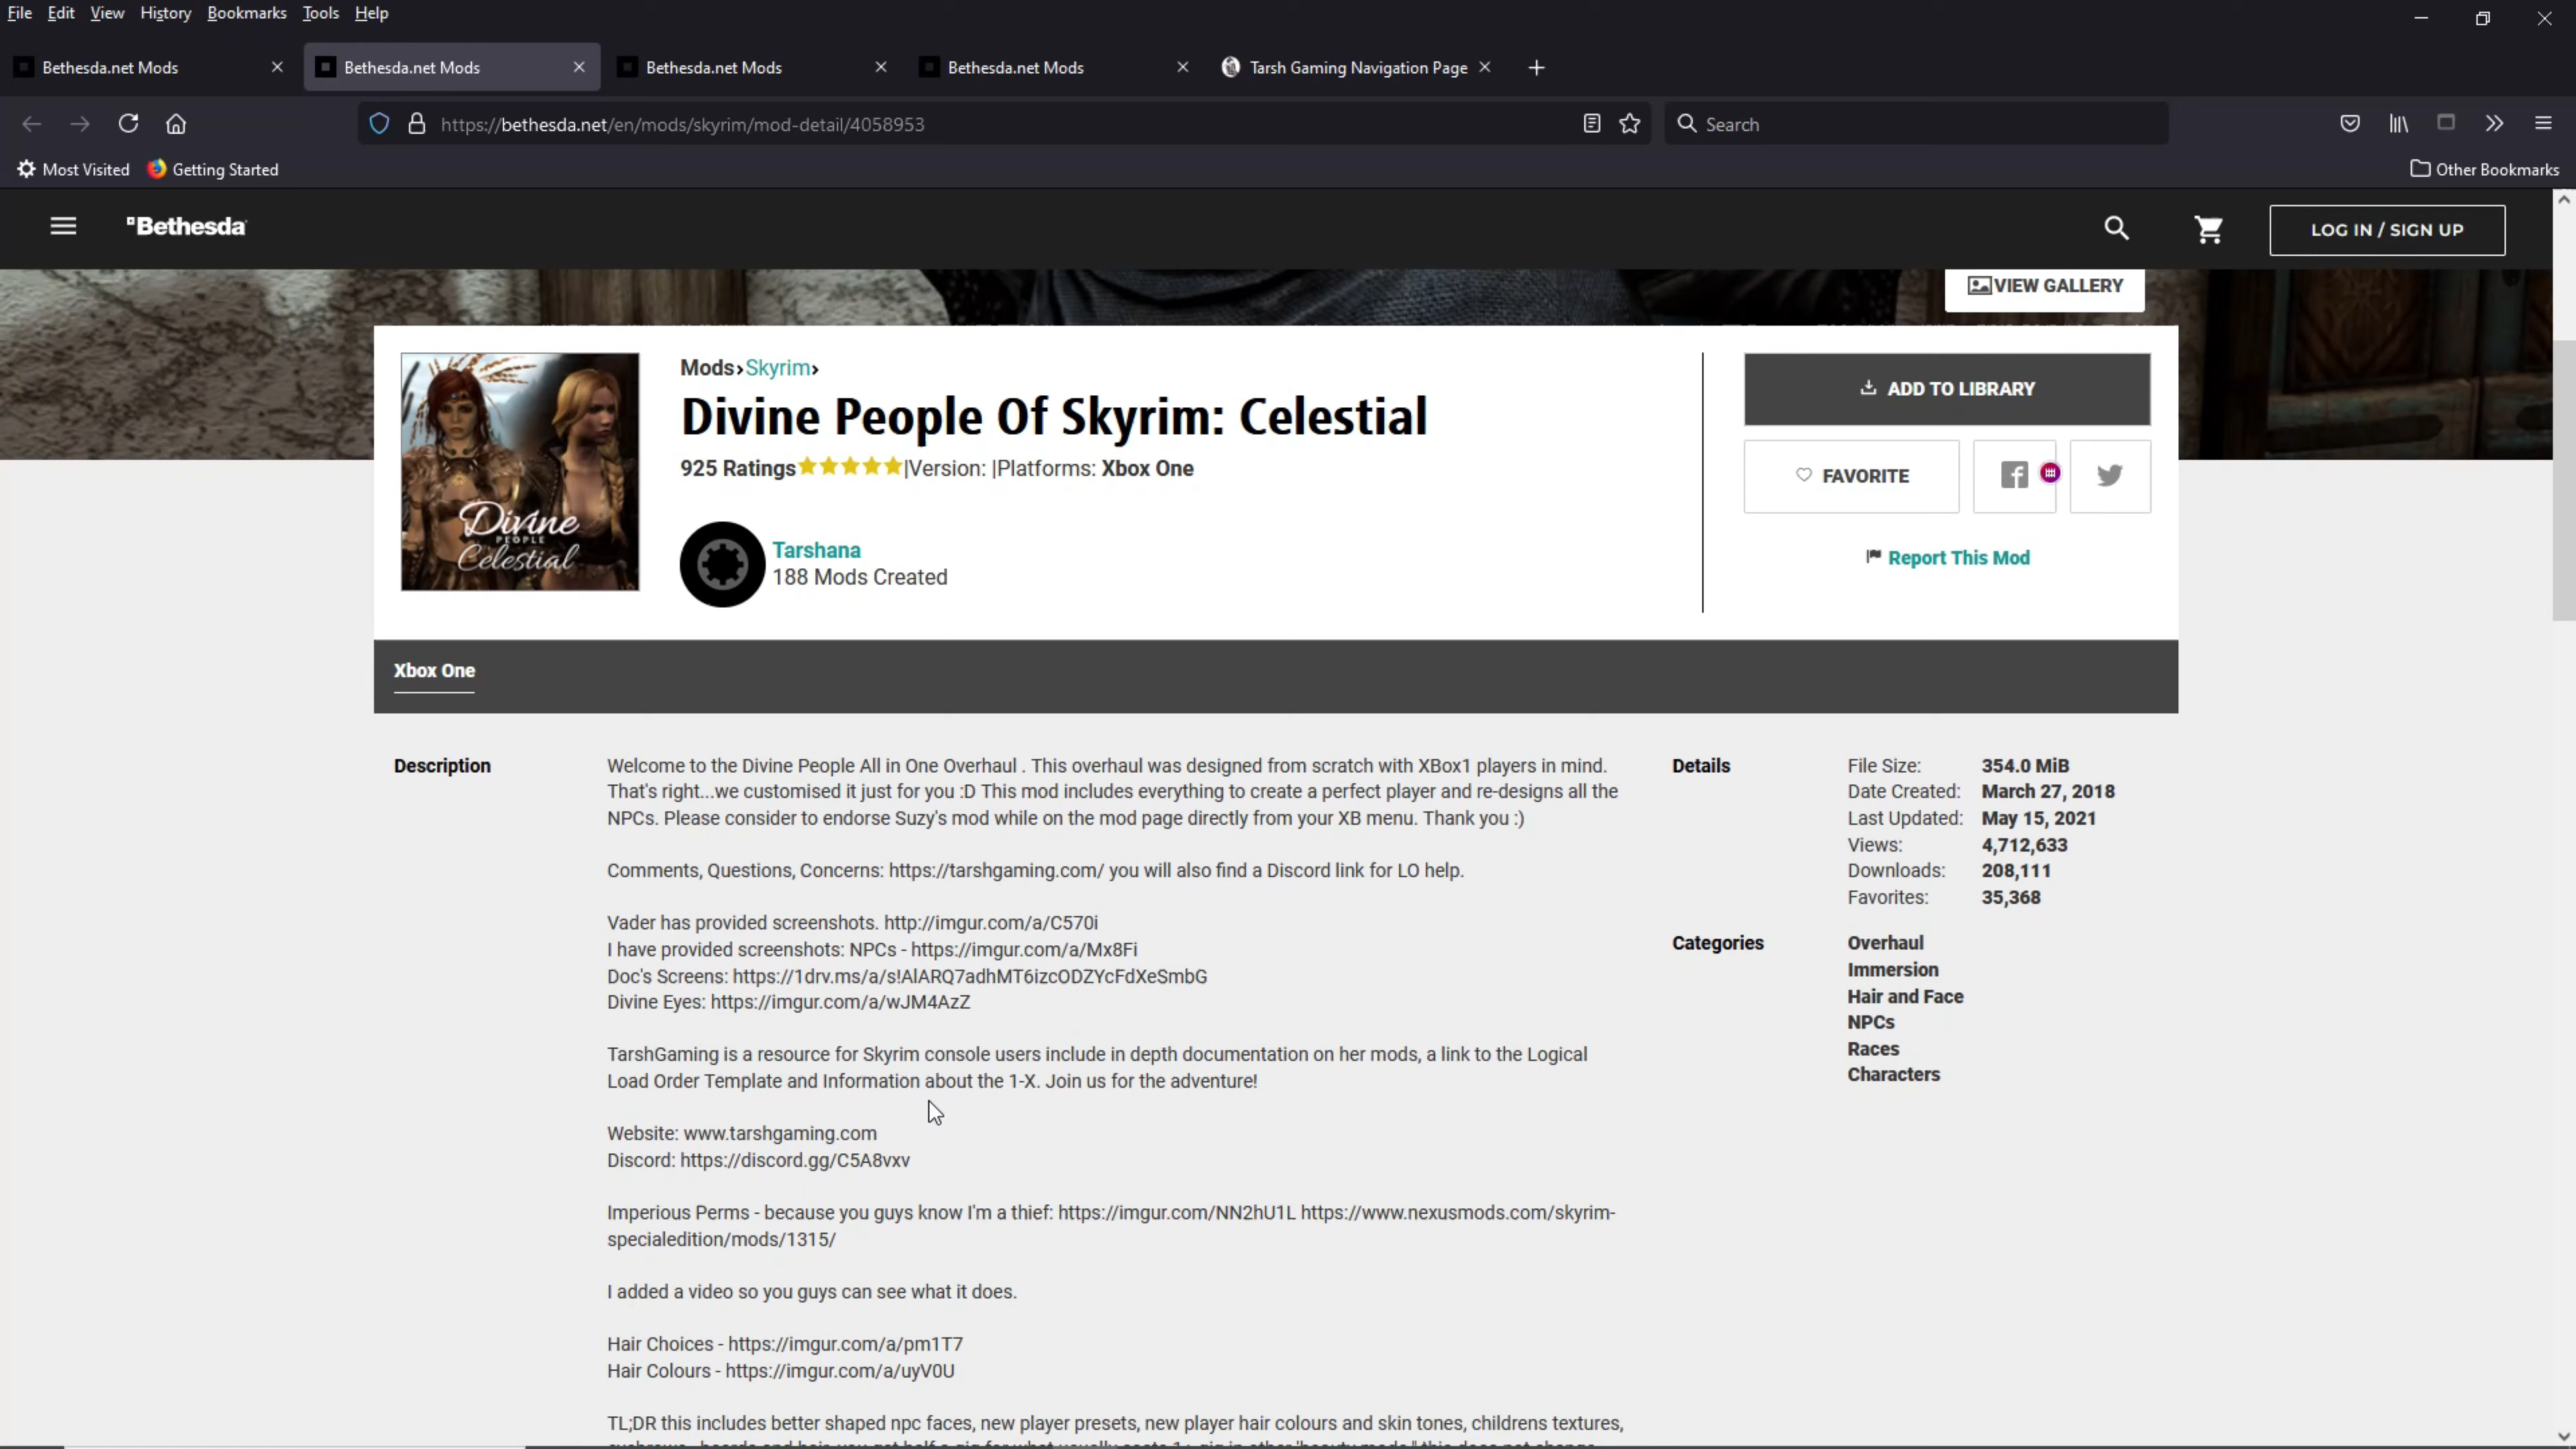 File Edit View History Bookmarks Tools Help
Bethesda.net Mods
Bethesda.net Mods
Bethesda.net Mods
Bethesda.net Mods
Tarsh Gaming Navigation Page
https://bethesda.net/en/mods/skyrim/mod-detail/4058953
Search
Most Visited
Getting Started
Other Bookmarks
Bethesda
LOG IN / SIGN UP
VIEW GALLERY
Divine
PEOPLE
Celestial
Mods›Skyrim›
Divine People Of Skyrim: Celestial
925 Ratings|Version: |Platforms: Xbox One
Tarshana
188 Mods Created
ADD TO LIBRARY
FAVORITE
Report This Mod
Xbox One
Description
Welcome to the Divine People All in One Overhaul . This overhaul was designed from scratch with XBox1 players in mind.
That's right...we customised it just for you :D This mod includes everything to create a perfect player and re-designs all the
NPCs. Please consider to endorse Suzy's mod while on the mod page directly from your XB menu. Thank you :)
Comments, Questions, Concerns: https://tarshgaming.com/ you will also find a Discord link for LO help.
Vader has provided screenshots. http://imgur.com/a/C570i
I have provided screenshots: NPCs - https://imgur.com/a/Mx8Fi
Doc's Screens: https://1drv.ms/a/s!AlARQ7adhMT6izcODZYcFdXeSmbG
Divine Eyes: https://imgur.com/a/wJM4AzZ
TarshGaming is a resource for Skyrim console users include in depth documentation on her mods, a link to the Logical
Load Order Template and Information about the 1-X. Join us for the adventure!
Website: www.tarshgaming.com
Discord: https://discord.gg/C5A8vxv
Imperious Perms - because you guys know I'm a thief: https://imgur.com/NN2hU1L https://www.nexusmods.com/skyrim-
specialedition/mods/1315/
I added a video so you guys can see what it does.
Hair Choices - https://imgur.com/a/pm1T7
Hair Colours - https://imgur.com/a/uyV0U
TL;DR this includes better shaped npc faces, new player presets, new player hair colours and skin tones, childrens textures,
Details
File Size: 354.0 MiB
Date Created: March 27, 2018
Last Updated: May 15, 2021
Views: 4,712,633
Downloads: 208,111
Favorites: 35,368
Categories
Overhaul
Immersion
Hair and Face
NPCs
Races
Characters